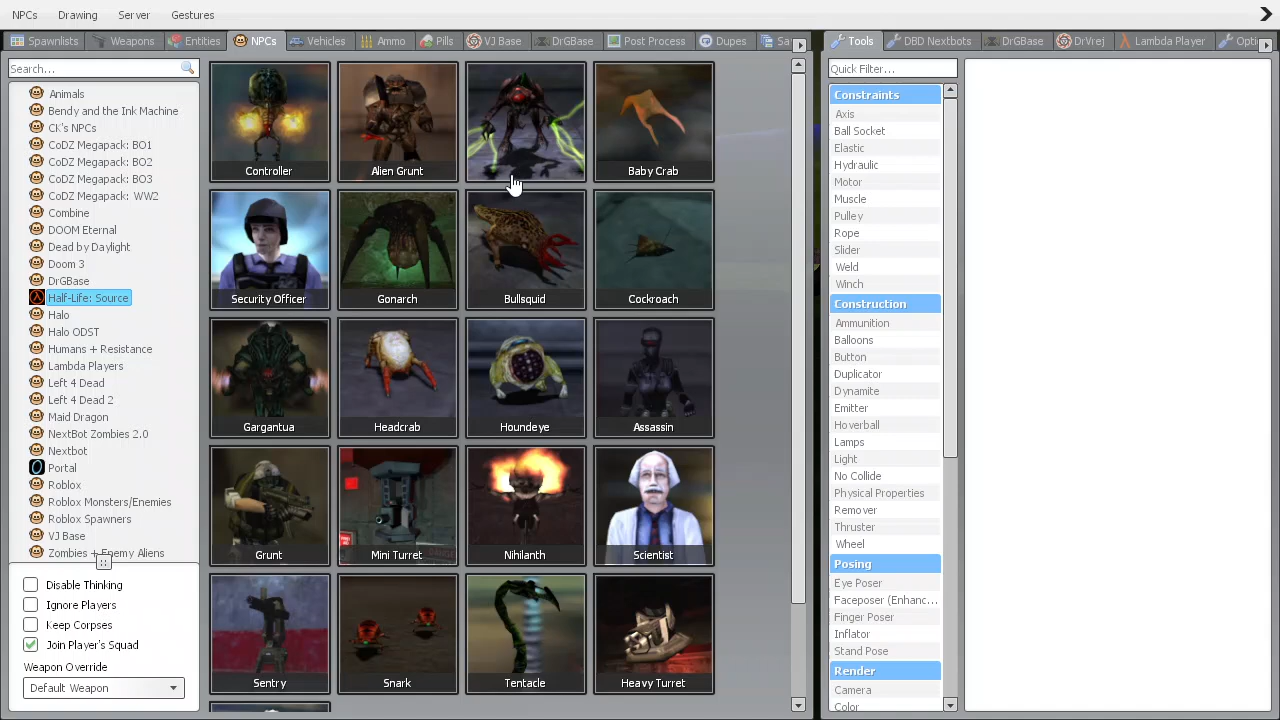 NPCs Drawing Server Gestures
Spawnlists Weapons Entities NPCs Vehicles Ammo Pills VJ Base DrGBase Post Process Dupes Sa
Tools DBD Nextbots DrGBase DrVrej Lambda Player Opti
Search...
Animals
Bendy and the Ink Machine
CK's NPCs
CoDZ Megapack: BO1
CoDZ Megapack: BO2
CoDZ Megapack: BO3
CoDZ Megapack: WW2
Combine
DOOM Eternal
Dead by Daylight
Doom 3
DrGBase
Half-Life: Source
Halo
Halo ODST
Humans + Resistance
Lambda Players
Left 4 Dead
Left 4 Dead 2
Maid Dragon
NextBot Zombies 2.0
Nextbot
Portal
Roblox
Roblox Monsters/Enemies
Roblox Spawners
VJ Base
Zombies + Enemy Aliens
Disable Thinking
Ignore Players
Keep Corpses
Join Player's Squad
Weapon Override
Default Weapon
Controller
Alien Grunt
Baby Crab
Security Officer
Gonarch
Bullsquid
Cockroach
Gargantua
Headcrab
Houndeye
Assassin
Grunt
Mini Turret
Nihilanth
Scientist
Sentry
Snark
Tentacle
Heavy Turret
Quick Filter...
Constraints
Axis
Ball Socket
Elastic
Hydraulic
Motor
Muscle
Pulley
Rope
Slider
Weld
Winch
Construction
Ammunition
Balloons
Button
Duplicator
Dynamite
Emitter
Hoverball
Lamps
Light
No Collide
Physical Properties
Remover
Thruster
Wheel
Posing
Eye Poser
Faceposer (Enhanc...
Finger Poser
Inflator
Stand Pose
Render
Camera
Color